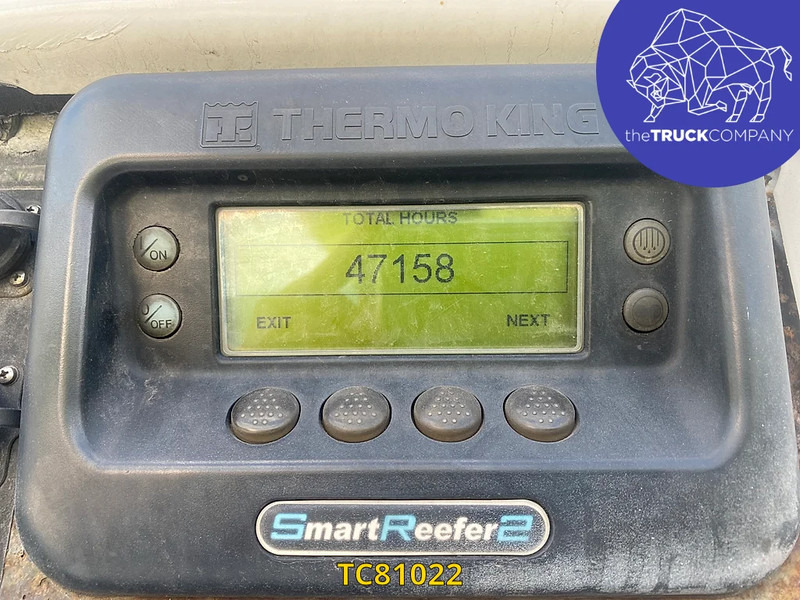 THERMO KING
theTRUCKCOMPANY
TOTAL HOURS
ON
47158
OFF
EXIT
NEXT
SmartReefer2
TC81022